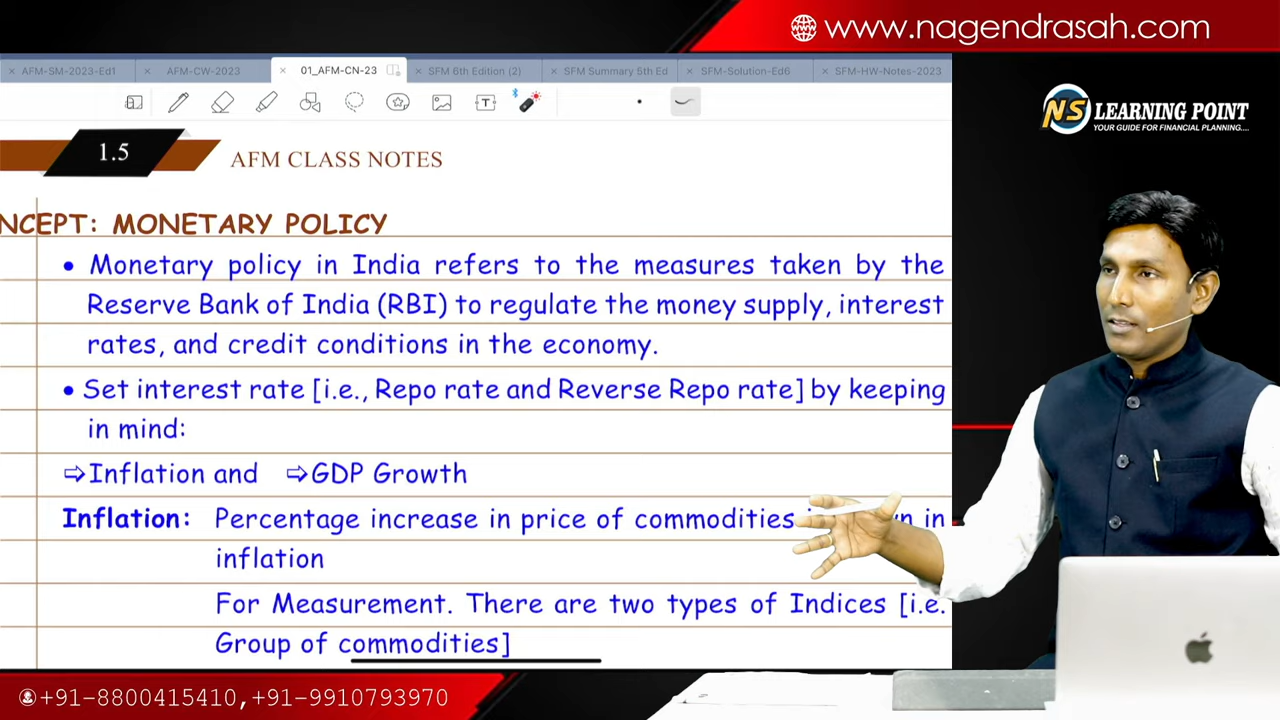 www.nagendrasah.com
AFM-SM-2023-Ed1
AFM-CW-2023
01_AFM-CN-23
SFM 6th Edition (2)
SFM Summary 5th Ed
SFM-Solution-Ed6
SFM-HW-Notes-2023
NS LEARNING POINT
YOUR GUIDE FOR FINANCIAL PLANNING....
1.5
AFM CLASS NOTES
NCEPT: MONETARY POLICY
• Monetary policy in India refers to the measures taken by the
Reserve Bank of India (RBI) to regulate the money supply, interest
rates, and credit conditions in the economy.
• Set interest rate [i.e., Repo rate and Reverse Repo rate] by keeping
in mind:
⇨Inflation and ⇨GDP Growth
Inflation: Percentage increase in price of commodities in
inflation
For Measurement. There are two types of Indices [i.e.
Group of commodities]
+91-8800415410,+91-9910793970